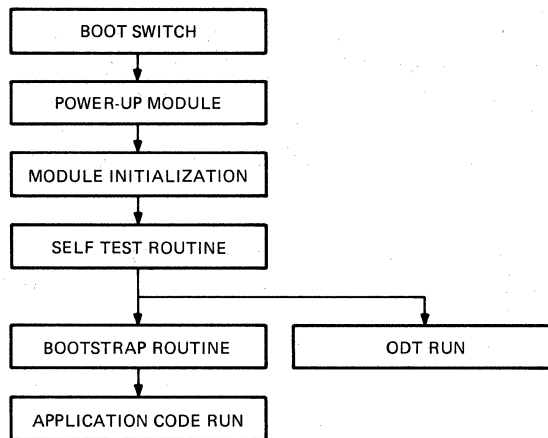 BOOT SWITCH
POWER-UP MODULE
MODULE INITIALIZATION
SELF TEST ROUTINE
BOOTSTRAP ROUTINE
ODT RUN
APPLICATION CODE RUN